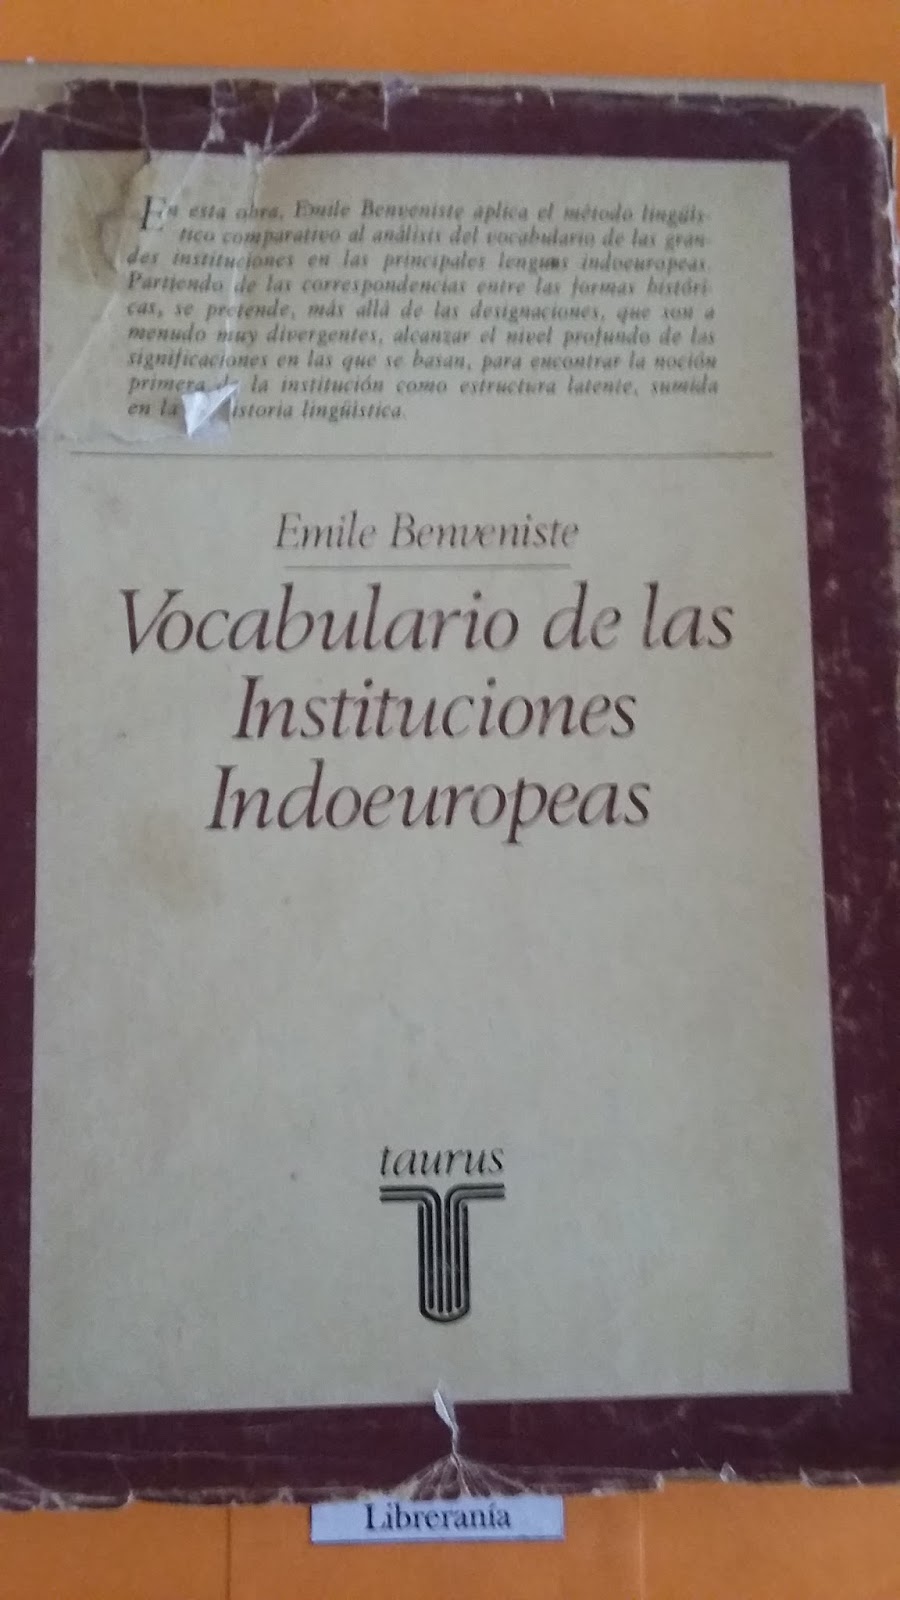 En esta obra, Emile Benveniste aplica el método lingüís-
tico comparativo al análisis del vocabulario de las gran-
des instituciones en las principales lenguas indoeuropeas.
Partiendo de las correspondencias entre las formas históri-
cas, se pretende, más allá de las designaciones, que son a
menudo muy divergentes, alcanzar el nivel profundo de las
significaciones en las que se basan, para encontrar la noción
primera de la institución como estructura latente, sumida
en la istoria lingüística.
Emile Benveniste
Vocabulario de las
Instituciones
Indoeuropeas
taurus
Libreranía